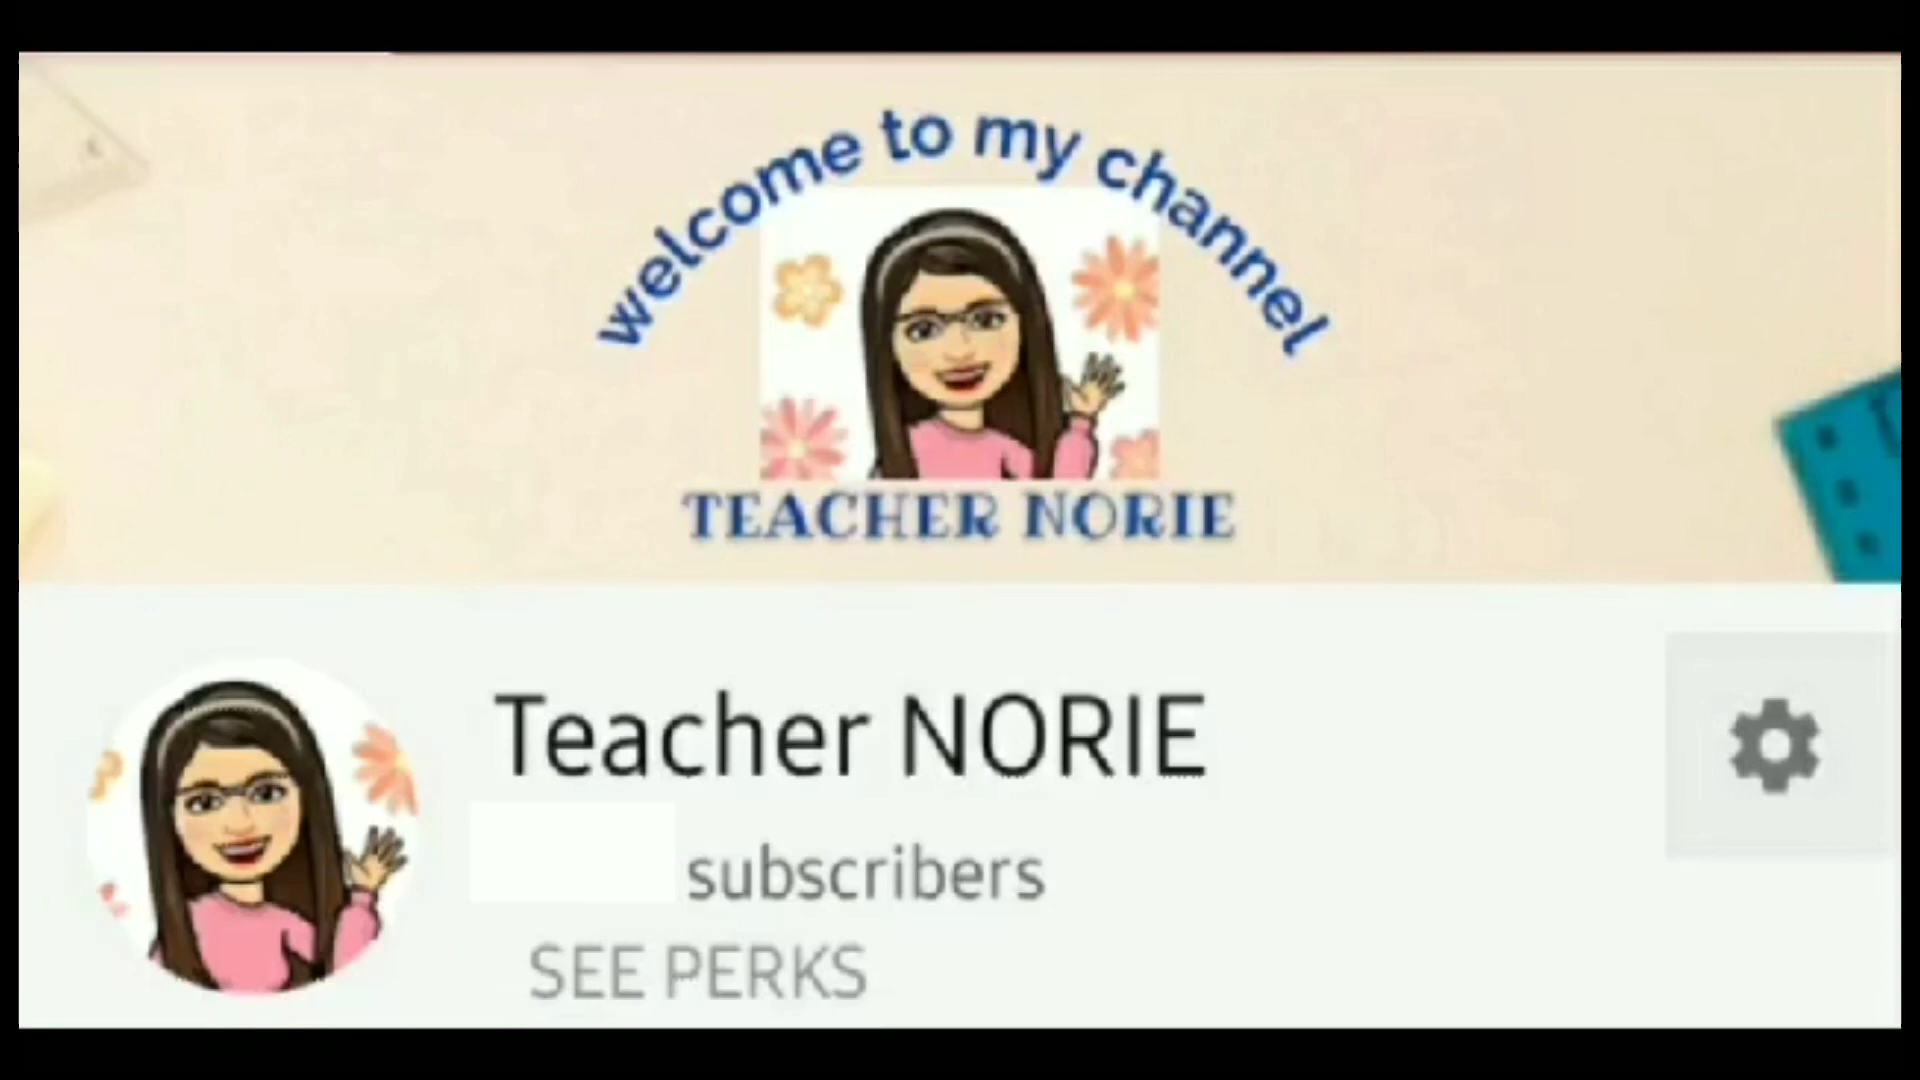 welcome to my channel
TEACHER NORIE
Teacher NORIE
subscribers
SEE PERKS